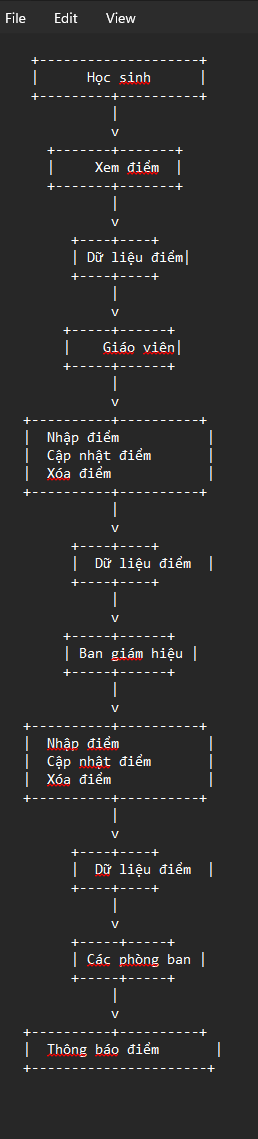 File Edit View
+--------------------+
| Học sinh |
+---------+----------+
|
v
+-------+--------+
| Xem điểm |
+-------+--------+
|
v
+----+----+
| Dữ liệu điểm|
+----+----+
|
v
+-----+------+
| Giáo viên|
+-----+------+
|
v
+----------+-----------+
| Nhập điểm |
| Cập nhật điểm |
| Xóa điểm |
+----------+-----------+
|
v
+----+----+
| Dữ liệu điểm |
+----+----+
|
v
+-----+------+
| Ban giám hiệu |
+-----+------+
|
v
+----------+-----------+
| Nhập điểm |
| Cập nhật điểm |
| Xóa điểm |
+----------+-----------+
|
v
+----+----+
| Dữ liệu điểm |
+----+----+
|
v
+-----+-----+
| Các phòng ban |
+-----+-----+
|
v
+----------+-----------+
| Thông báo điểm |
+----------------------+